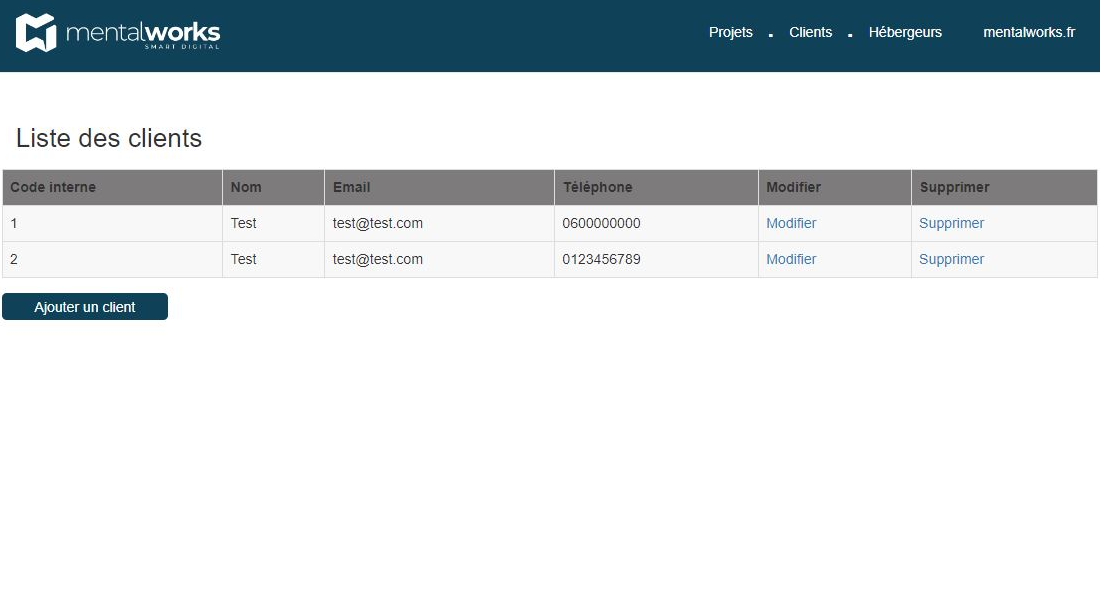 mentalworks
SMART DIGITAL
Projets . Clients . Hébergeurs mentalworks.fr
Liste des clients
Code interne Nom Email Téléphone Modifier Supprimer
1 Test test@test.com 0600000000 Modifier Supprimer
2 Test test@test.com 0123456789 Modifier Supprimer
Ajouter un client